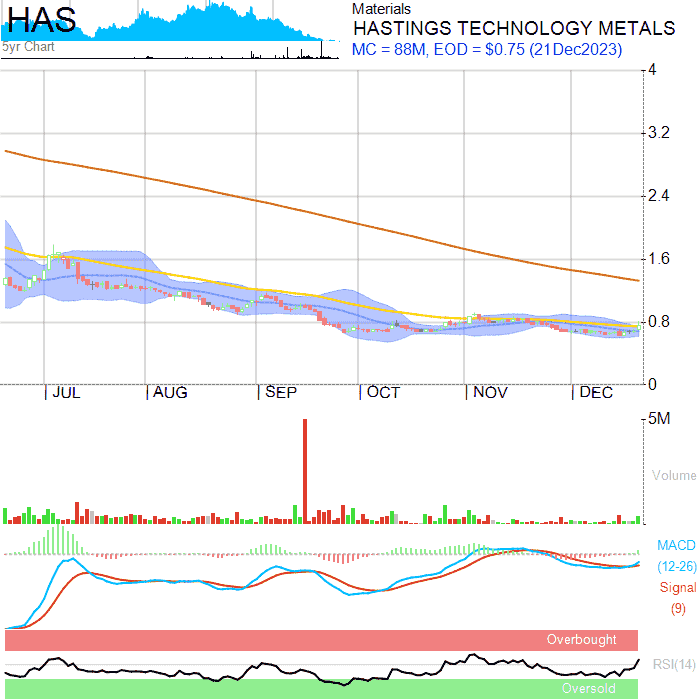 HAS
5yr Chart
Materials
HASTINGS TECHNOLOGY METALS
MC = 88M, EOD = $0.75 (21Dec2023)
4
3.2
2.4
1.6
0.8
0
JUL AUG SEP OCT NOV DEC
5M
Volume
MACD
(12-26)
Signal
(9)
Overbought
RSI(14)
Oversold